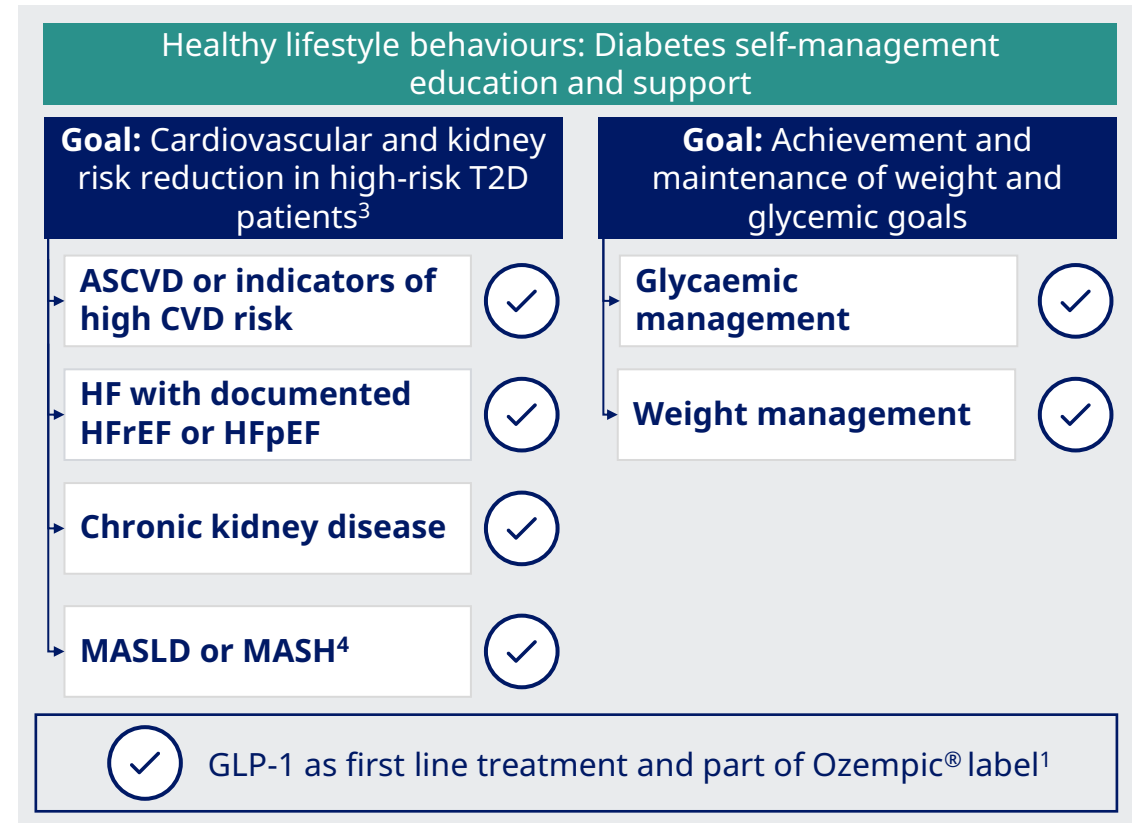 Healthy lifestyle behaviours: Diabetes self-management
education and support
Goal: Cardiovascular and kidney
risk reduction in high-risk T2D
patients³
ASCVD or indicators of
high CVD risk
HF with documented
HFrEF or HFpEF
Chronic kidney disease
MASLD or MASH⁴
Goal: Achievement and
maintenance of weight and
glycemic goals
Glycaemic
management
Weight management
GLP-1 as first line treatment and part of Ozempic® label¹